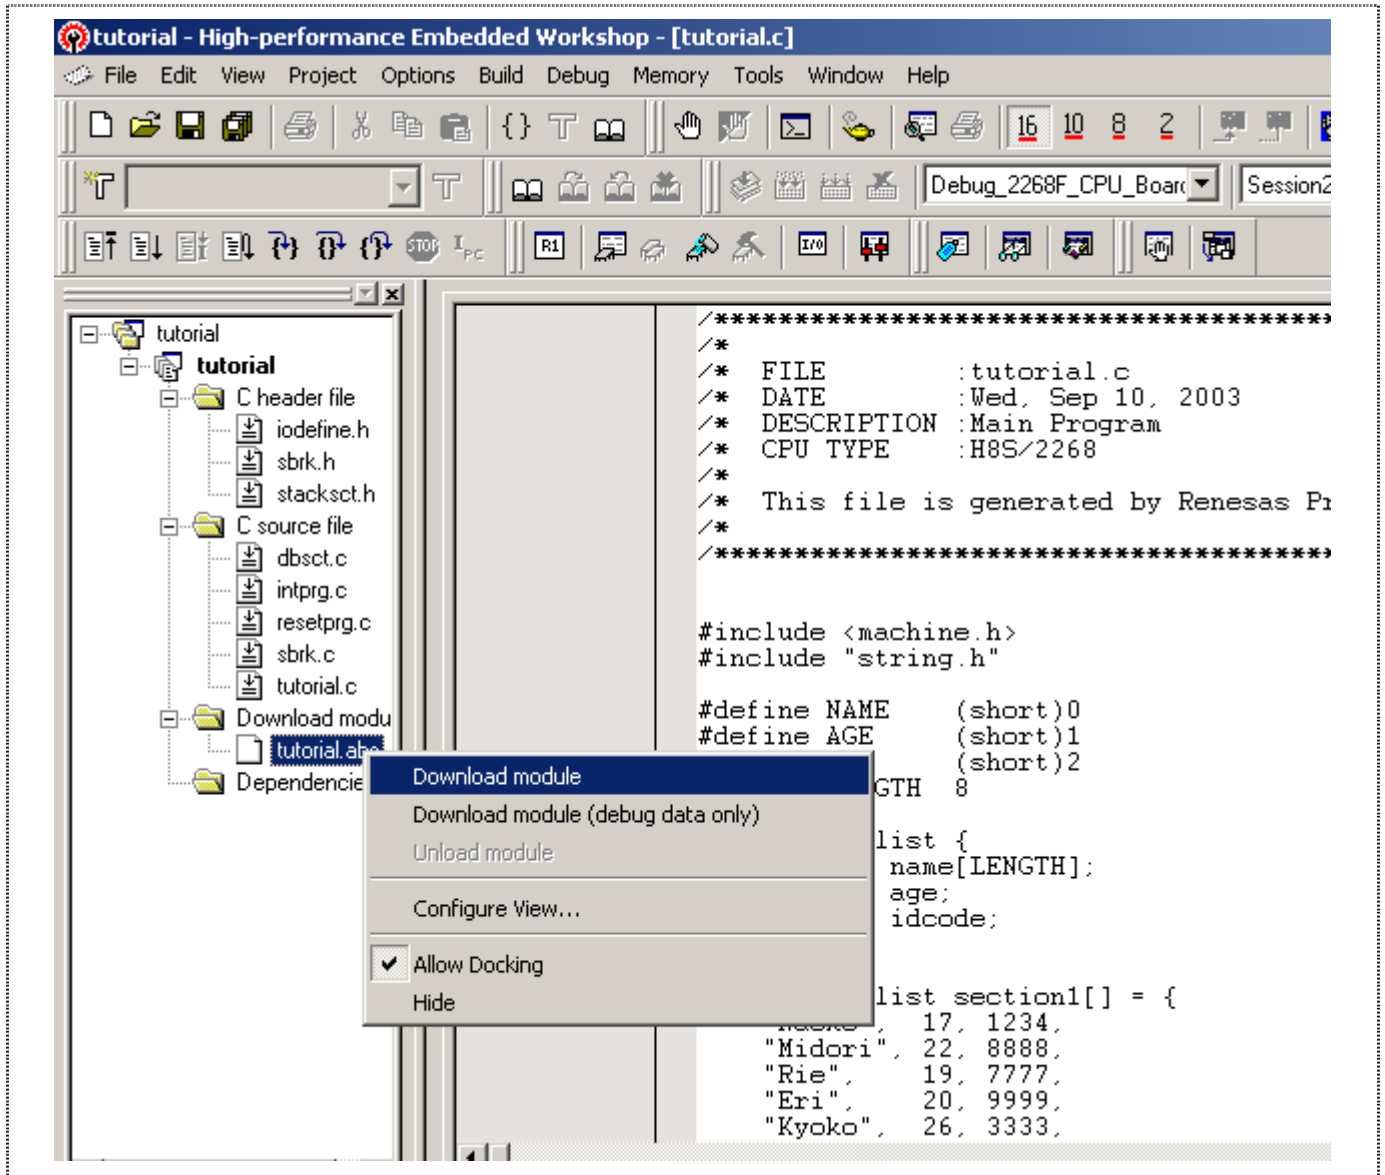 tutorial - High-performance Embedded Workshop - [tutorial.c]
File Edit View Project Options Build Debug Memory Tools Window Help
16 10 8 2
Debug_2268F_CPU_Board Session2
STOP IPC R1 I/O
tutorial
tutorial
C header file
iodefine.h
sbrk.h
stacksct.h
C source file
dbsct.c
intprg.c
resetprg.c
sbrk.c
tutorial.c
Download modu
tutorial.abs
Dependencie
Download module
Download module (debug data only)
Unload module
Configure View...
Allow Docking
Hide
/***************************************
/*
/* FILE :tutorial.c
/* DATE :Wed, Sep 10, 2003
/* DESCRIPTION :Main Program
/* CPU TYPE :H8S/2268
/*
/* This file is generated by Renesas Pr
/*
/***************************************
#include <machine.h>
#include "string.h"
#define NAME (short)0
#define AGE (short)1
(short)2
GTH 8
list {
name[LENGTH];
age;
idcode;
list section1[] = {
17, 1234,
"Midori", 22, 8888,
"Rie", 19, 7777,
"Eri", 20, 9999,
"Kyoko", 26, 3333,